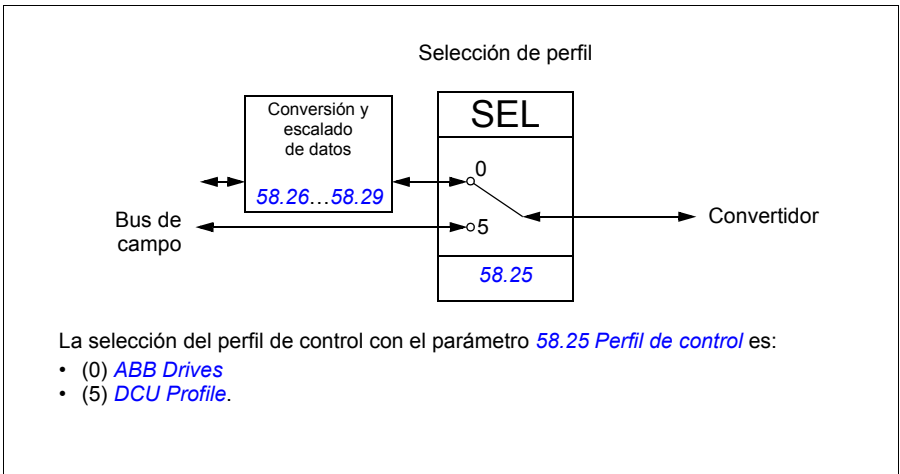 Selección de perfil
Conversión y
escalado
de datos
58.26…58.29
SEL
0
5
58.25
Bus de
campo
Convertidor
La selección del perfil de control con el parámetro 58.25 Perfil de control es:
• (0) ABB Drives
• (5) DCU Profile.